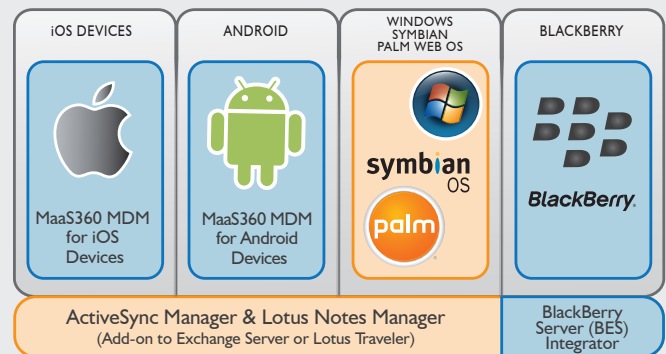 iOS DEVICES
MaaS360 MDM
for iOS
Devices
ANDROID
MaaS360 MDM
for Android
Devices
WINDOWS
SYMBIAN
PALM WEB OS
symbian
OS
palm
BLACKBERRY
BlackBerry.
ActiveSync Manager & Lotus Notes Manager
(Add-on to Exchange Server or Lotus Traveler)
BlackBerry
Server (BES)
Integrator